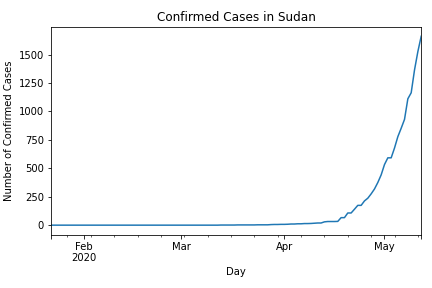 Confirmed Cases in Sudan
Number of Confirmed Cases
1500
1250
1000
750
500
250
0
Feb
2020
Mar
Apr
May
Day